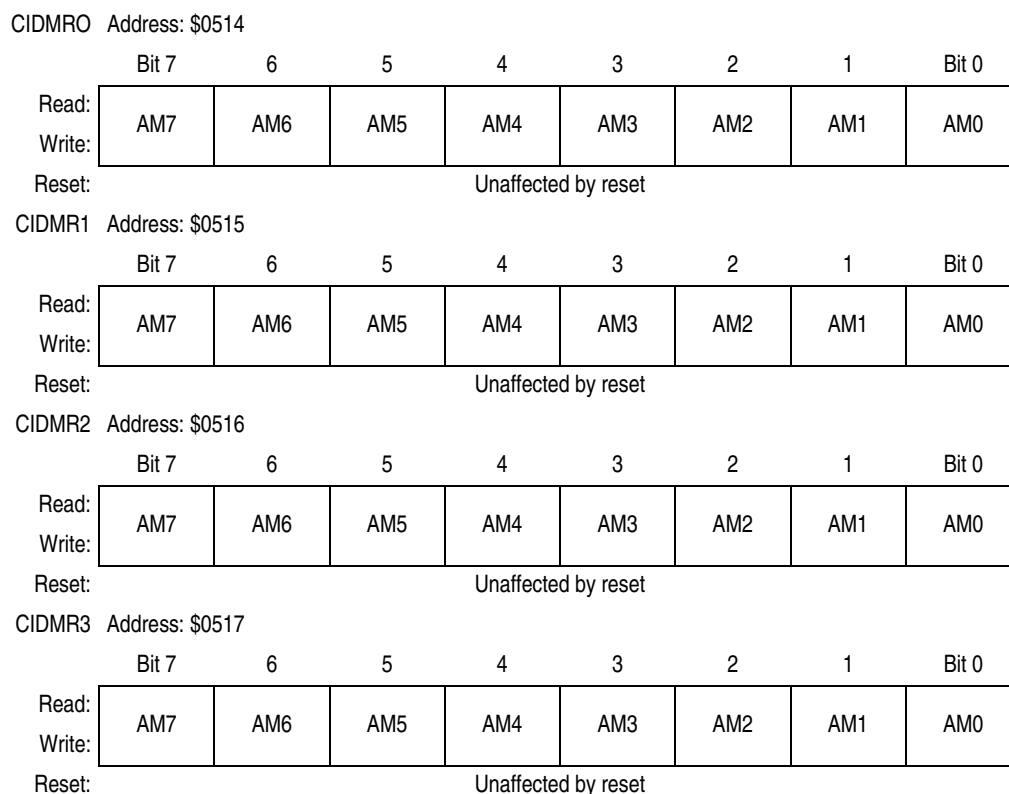 CIDMRO Address: $0514
Bit 7 6 5 4 3 2 1 Bit 0
Read:
AM7 AM6 AM5 AM4 AM3 AM2 AM1 AM0
Write:
Reset: Unaffected by reset
CIDMR1 Address: $0515
Bit 7 6 5 4 3 2 1 Bit 0
Read:
AM7 AM6 AM5 AM4 AM3 AM2 AM1 AM0
Write:
Reset: Unaffected by reset
CIDMR2 Address: $0516
Bit 7 6 5 4 3 2 1 Bit 0
Read:
AM7 AM6 AM5 AM4 AM3 AM2 AM1 AM0
Write:
Reset: Unaffected by reset
CIDMR3 Address: $0517
Bit 7 6 5 4 3 2 1 Bit 0
Read:
AM7 AM6 AM5 AM4 AM3 AM2 AM1 AM0
Write:
Reset: Unaffected by reset